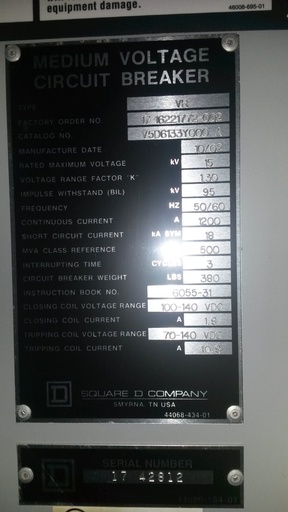 equipment damage.
46008-695-01
MEDIUM VOLTAGE
CIRCUIT BREAKER
TYPE VR
FACTORY ORDER NO.
CATALOG NO.
MANUFACTURE DATE 10/02
RATED MAXIMUM VOLTAGE kV 15
VOLTAGE RANGE FACTOR "K" 1.30
IMPULSE WITHSTAND (BIL) kV 95
FREQUENCY HZ 50/60
CONTINUOUS CURRENT A 1200
SHORT CIRCUIT CURRENT kA SYM 18
MVA CLASS REFERENCE 500
INTERRUPTING TIME CYCLES 3
CIRCUIT BREAKER WEIGHT LBS 380
INSTRUCTION BOOK NO. 6055-31
CLOSING COIL VOLTAGE RANGE 100-140 VDC
CLOSING COIL CURRENT A 1.8
TRIPPING COIL VOLTAGE RANGE 70-140 VDC
TRIPPING COIL CURRENT A
D SQUARE D COMPANY
SMYRNA, TN USA
44068-434-01
D SERIAL NUMBER
17 42812